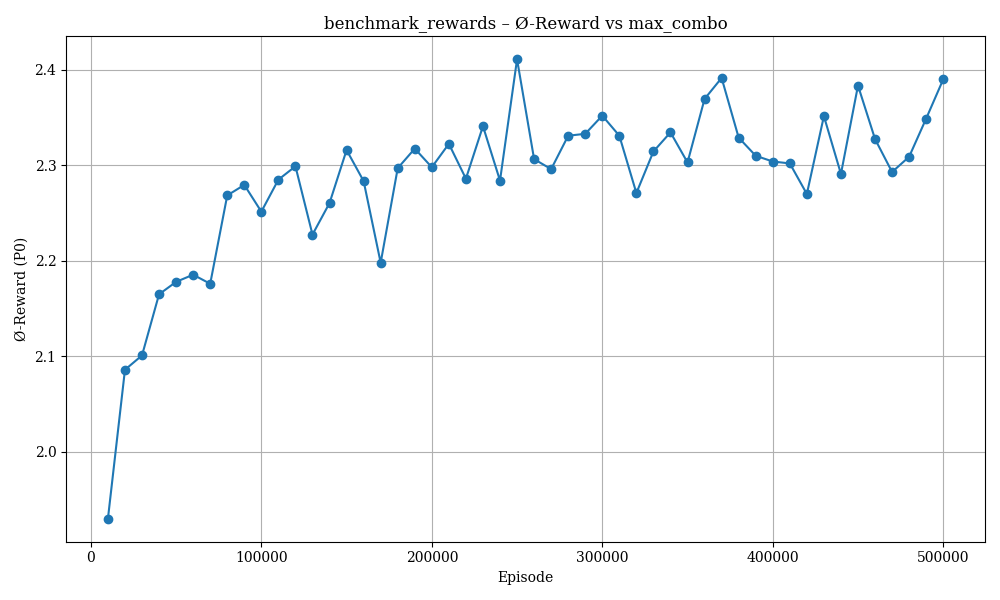 benchmark_rewards – Ø-Reward vs max_combo
Ø-Reward (P0)
2.4
2.3
2.2
2.1
2.0
0 100000 200000 300000 400000 500000
Episode